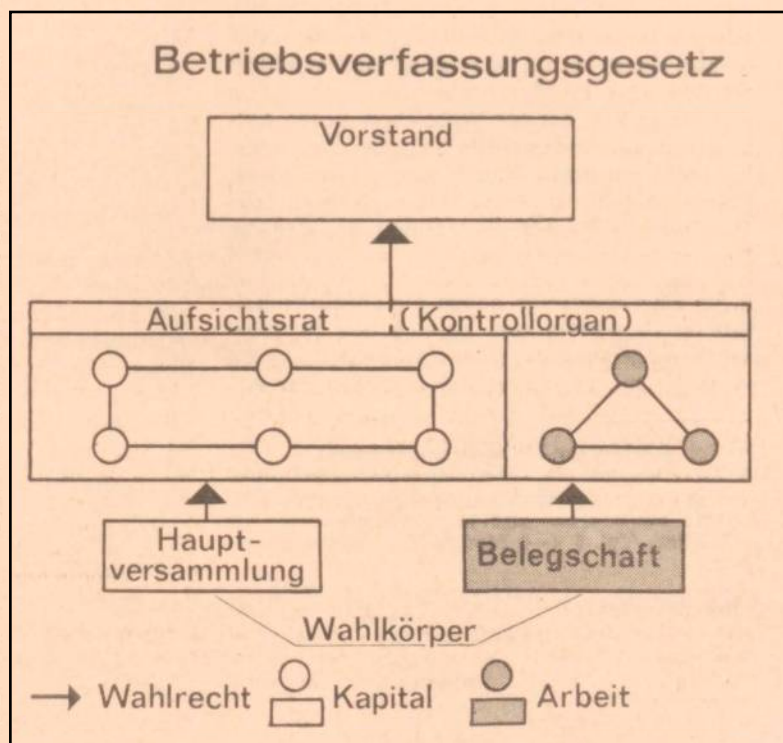 Betriebsverfassungsgesetz
Vorstand
Aufsichtsrat (Kontrollorgan)
Haupt-
versammlung
Belegschaft
Wahlkörper
Wahlrecht Kapital Arbeit